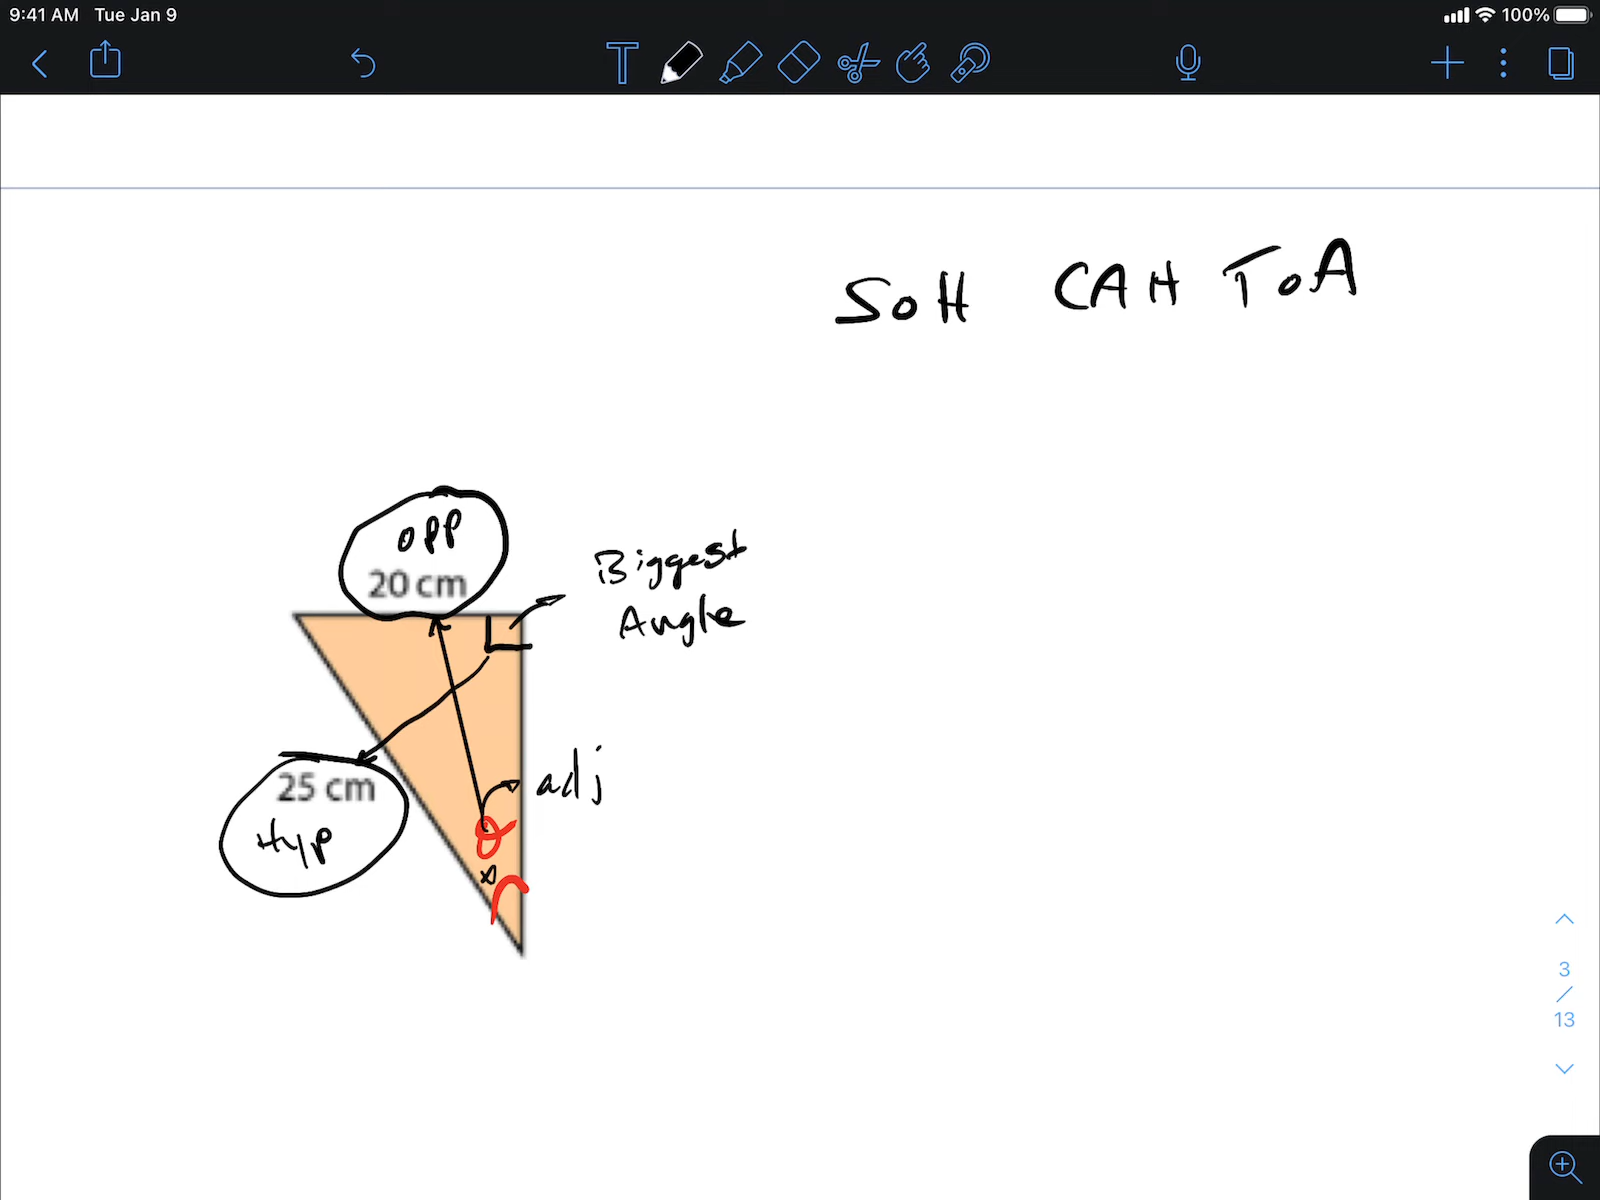 9:41 AM Tue Jan 9
100%
T
SoH CAH ToA
opp
20 cm
Biggest
Angle
25 cm
Hyp
adj
3
/
13